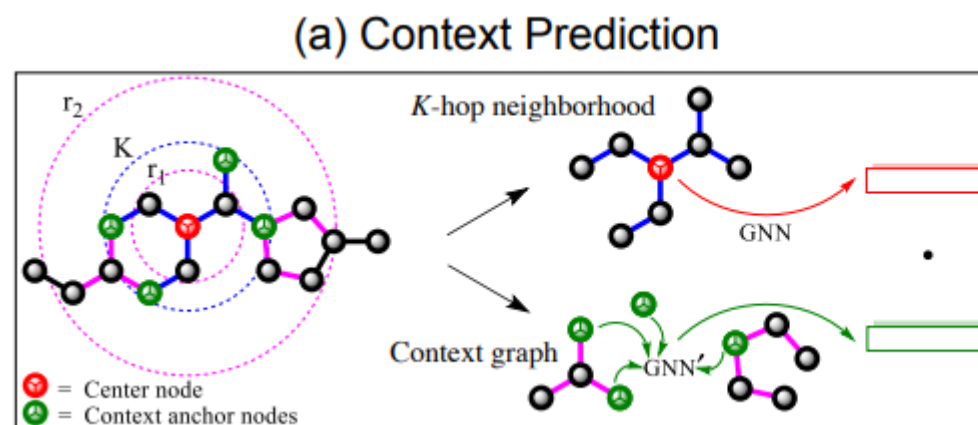 (a) Context Prediction
r2
K
r1
K-hop neighborhood
GNN
Context graph
GNN′
= Center node
= Context anchor nodes